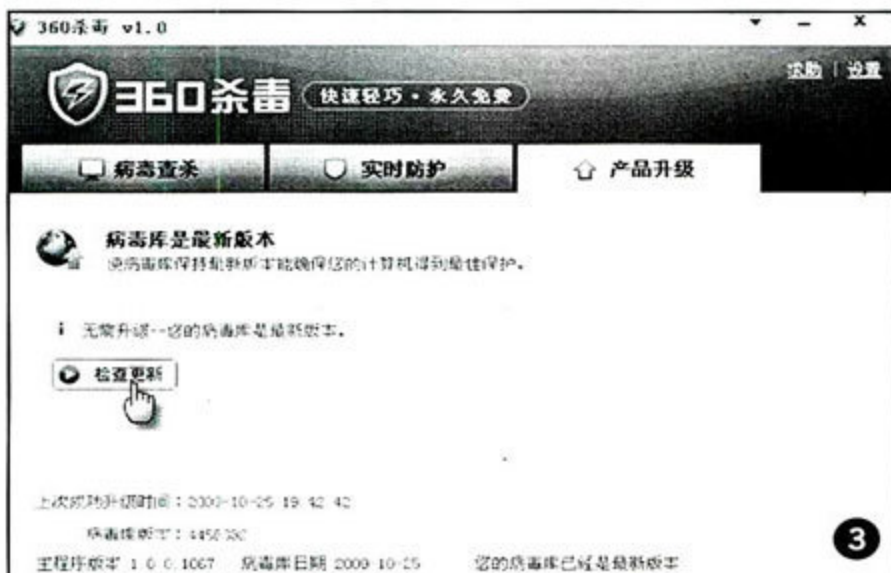 360杀毒 v1.0
求助 | 设置
360杀毒 快速轻巧·永久免费
病毒查杀 实时防护 产品升级
病毒库是最新版本
使病毒库保持最新版本能确保您的计算机得到最佳保护。
i 无需升级--您的病毒库是最新版本。
检查更新
上次成功升级时间：2009-10-25 19:42:42
病毒库版本：
主程序版本 1.0.0.1067 病毒库日期 2009-10-25 您的病毒库已经是最新版本
3